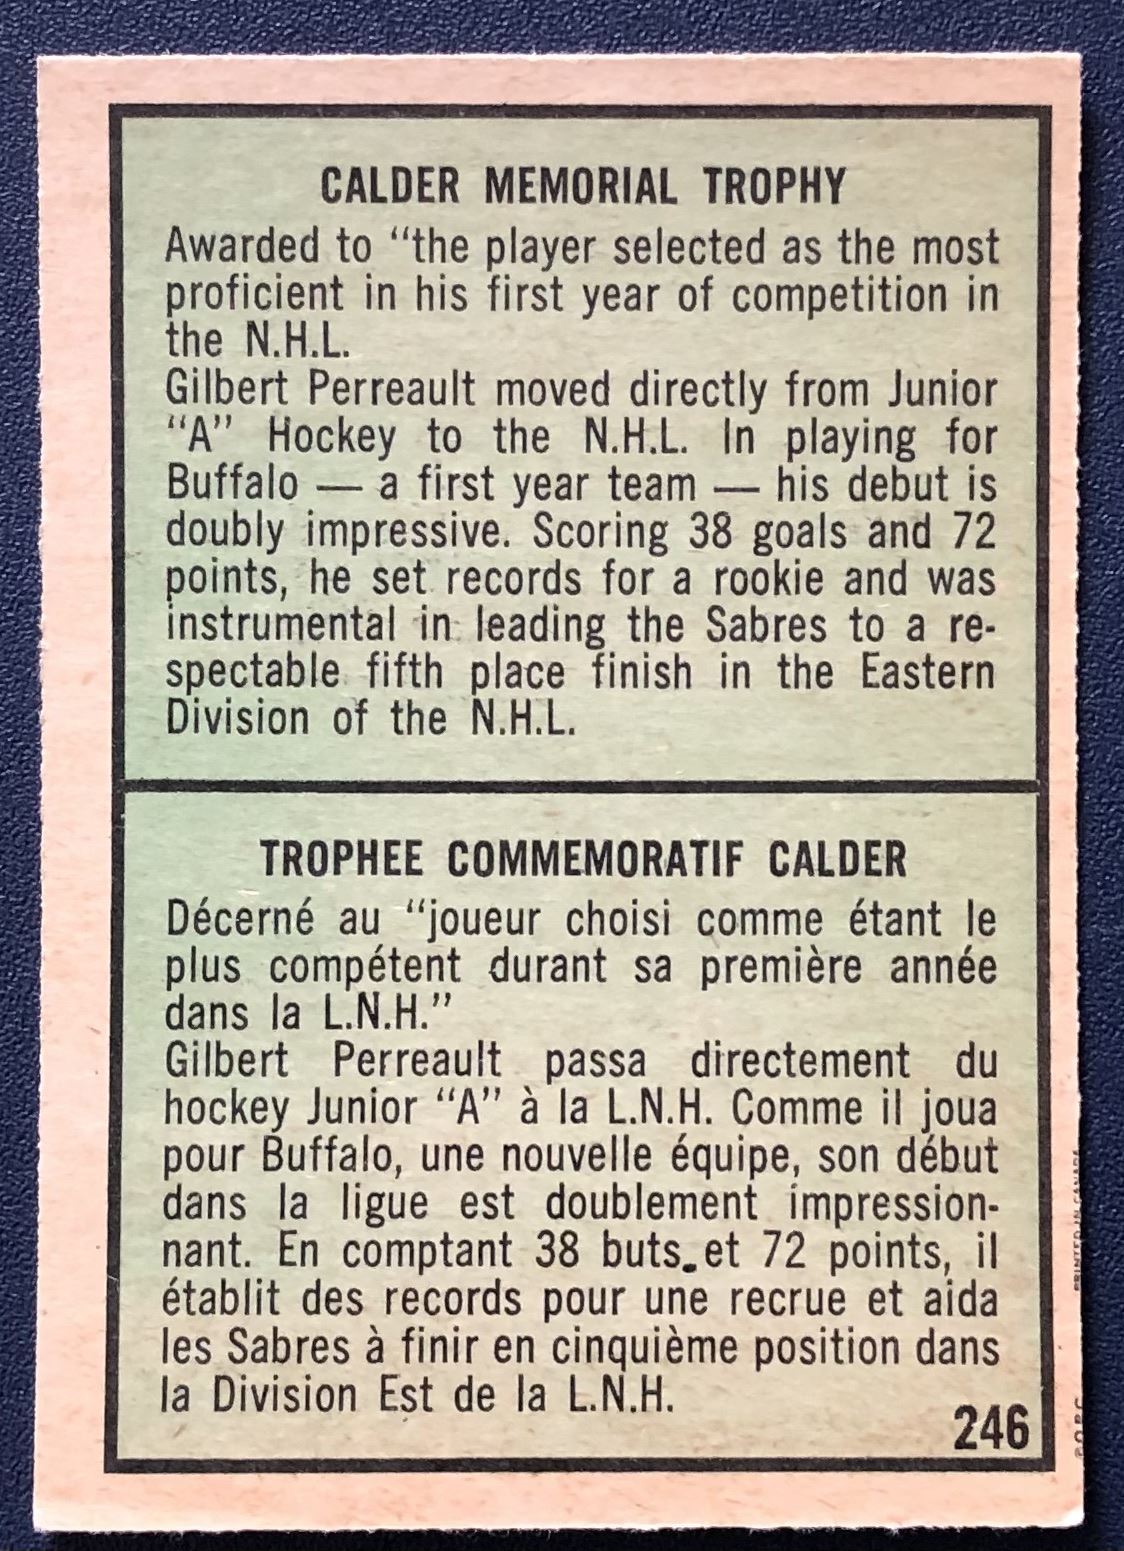 CALDER MEMORIAL TROPHY
Awarded to “the player selected as the most
proficient in his first year of competition in
the N.H.L.
Gilbert Perreault moved directly from Junior
“A” Hockey to the N.H.L. In playing for
Buffalo — a first year team — his debut is
doubly impressive. Scoring 38 goals and 72
points, he set records for a rookie and was
instrumental in leading the Sabres to a re-
spectable fifth place finish in the Eastern
Division of the N.H.L.
TROPHEE COMMEMORATIF CALDER
Décerné au “joueur choisi comme étant le
plus compétent durant sa première année
dans la L.N.H.”
Gilbert Perreault passa directement du
hockey Junior “A” à la L.N.H. Comme il joua
pour Buffalo, une nouvelle équipe, son début
dans la ligue est doublement impression-
nant. En comptant 38 buts et 72 points, il
établit des records pour une recrue et aida
les Sabres à finir en cinquième position dans
la Division Est de la L.N.H.
246
©O.P.C. PRINTED IN CANADA